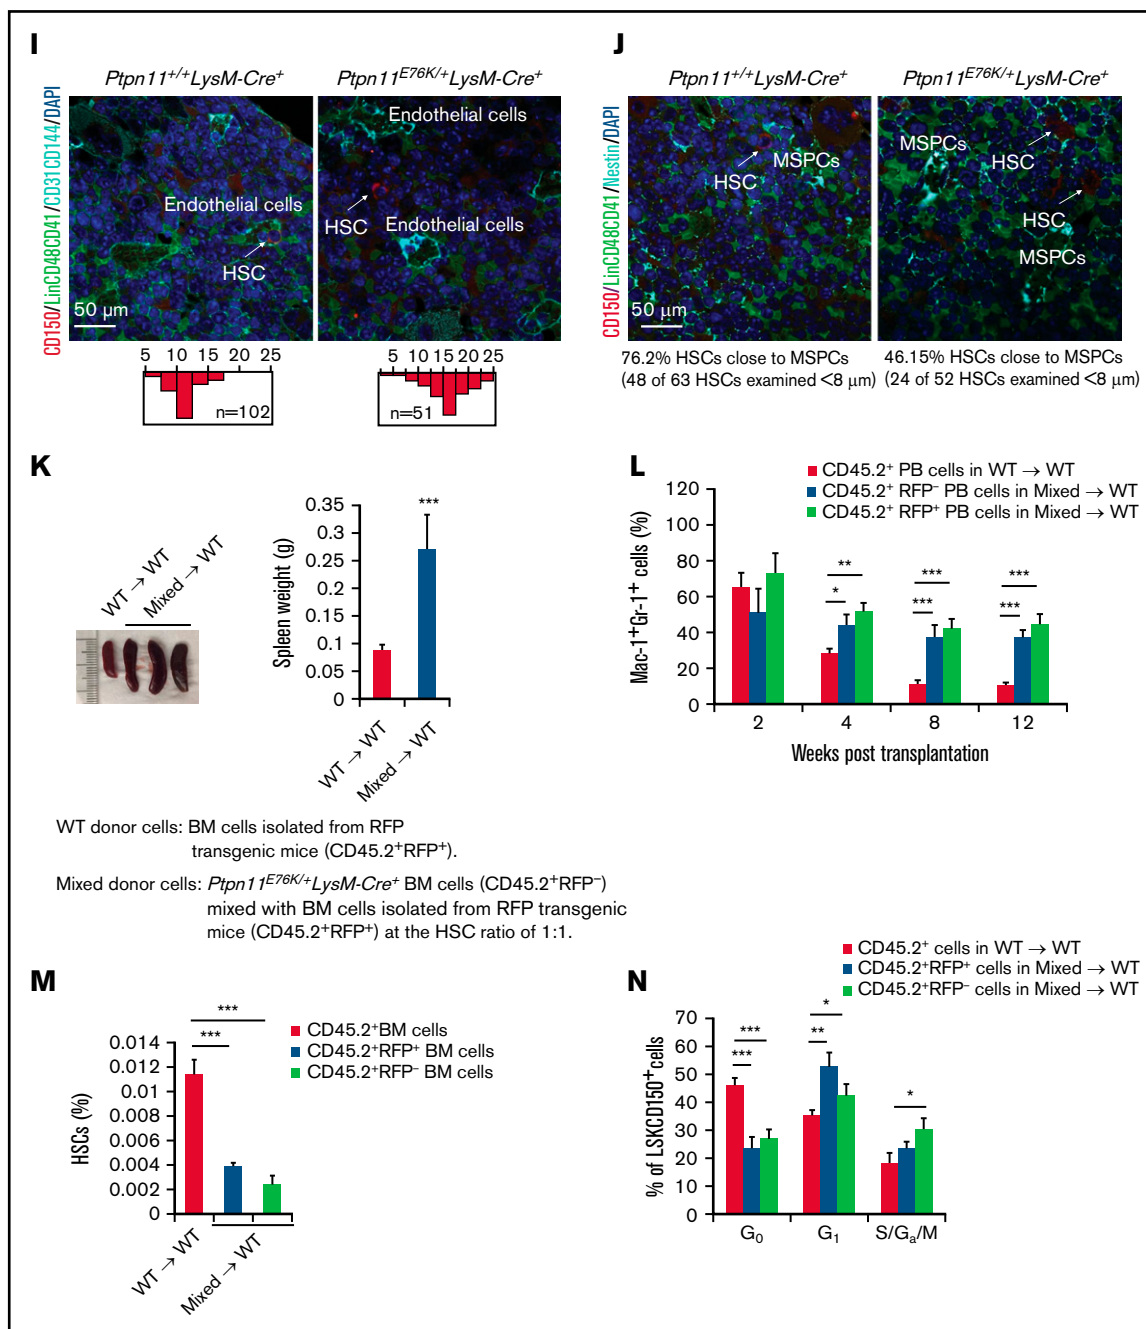 I
Ptpn11+/+LysM-Cre+
Ptpn11E76K/+LysM-Cre+
CD150/LinCD48CD41/CD31CD144/DAPI
Endothelial cells
HSC
50 µm
Endothelial cells
HSC
Endothelial cells
5 10 15 20 25
n=102
5 10 15 20 25
n=51
J
Ptpn11+/+LysM-Cre+
Ptpn11E76K/+LysM-Cre+
CD150/LinCD48CD41/Nestin/DAPI
MSPCs
HSC
50 µm
MSPCs
HSC
HSC
MSPCs
76.2% HSCs close to MSPCs
(48 of 63 HSCs examined <8 µm)
46.15% HSCs close to MSPCs
(24 of 52 HSCs examined <8 µm)
K
WT → WT
Mixed → WT
Spleen weight (g)
0.35
0.3
0.25
0.2
0.15
0.1
0.05
0
***
WT → WT
Mixed → WT
WT donor cells: BM cells isolated from RFP
transgenic mice (CD45.2+RFP+).
Mixed donor cells: Ptpn11E76K/+LysM-Cre+ BM cells (CD45.2+RFP−)
mixed with BM cells isolated from RFP transgenic
mice (CD45.2+RFP+) at the HSC ratio of 1:1.
L
CD45.2+ PB cells in WT → WT
CD45.2+ RFP− PB cells in Mixed → WT
CD45.2+ RFP+ PB cells in Mixed → WT
Mac-1+Gr-1+ cells (%)
120
100
80
60
40
20
0
** * *** *** *** ***
2 4 8 12
Weeks post transplantation
M
CD45.2+BM cells
CD45.2+RFP+ BM cells
CD45.2+RFP− BM cells
HSCs (%)
0.014
0.012
0.01
0.008
0.006
0.004
0.002
0
***
***
WT → WT
Mixed → WT
N
CD45.2+ cells in WT → WT
CD45.2+RFP+ cells in Mixed → WT
CD45.2+RFP− cells in Mixed → WT
% of LSKCD150+cells
70
60
50
40
30
20
10
0
*** *** * ** *
G0 G1 S/Ga/M